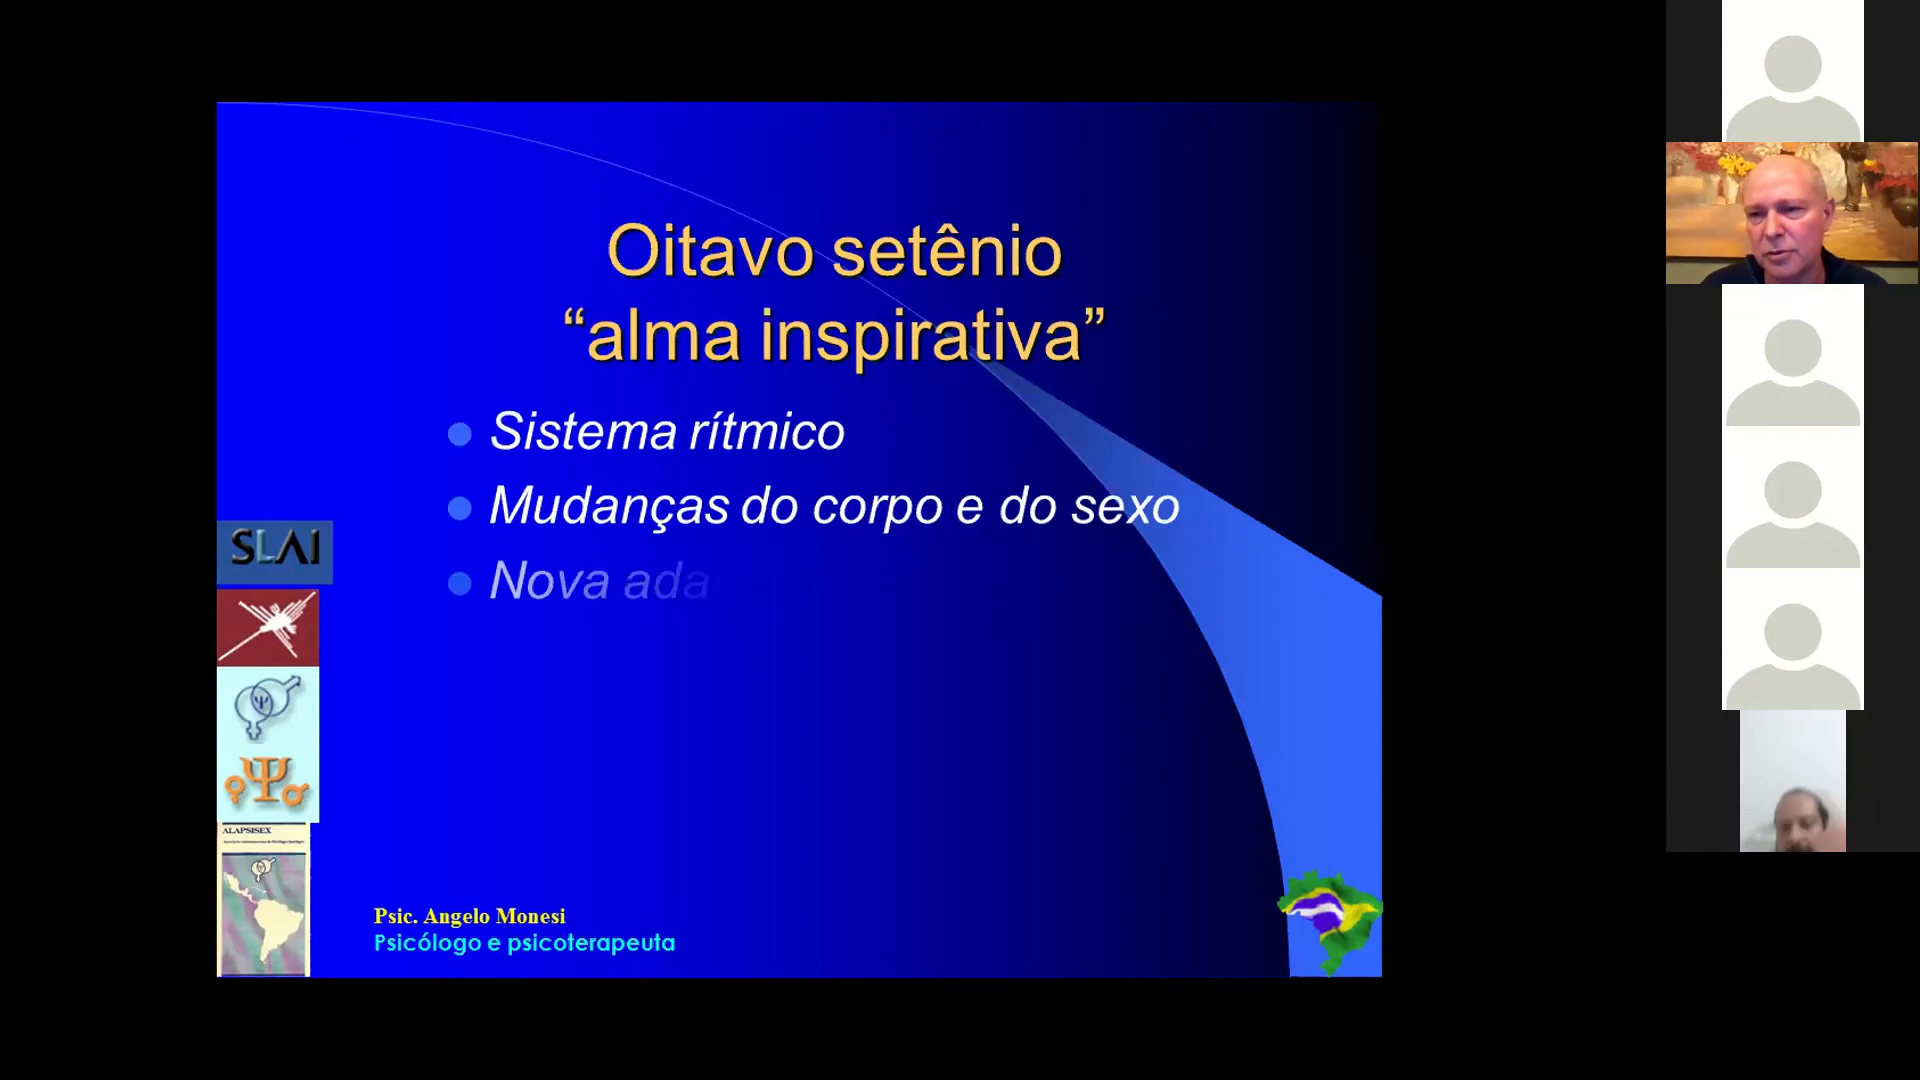 Oitavo setênio
“alma inspirativa”
Sistema rítmico
Mudanças do corpo e do sexo
Nova ada
SLAI
ALAPSISEX
Psic. Angelo Monesi
Psicólogo e psicoterapeuta